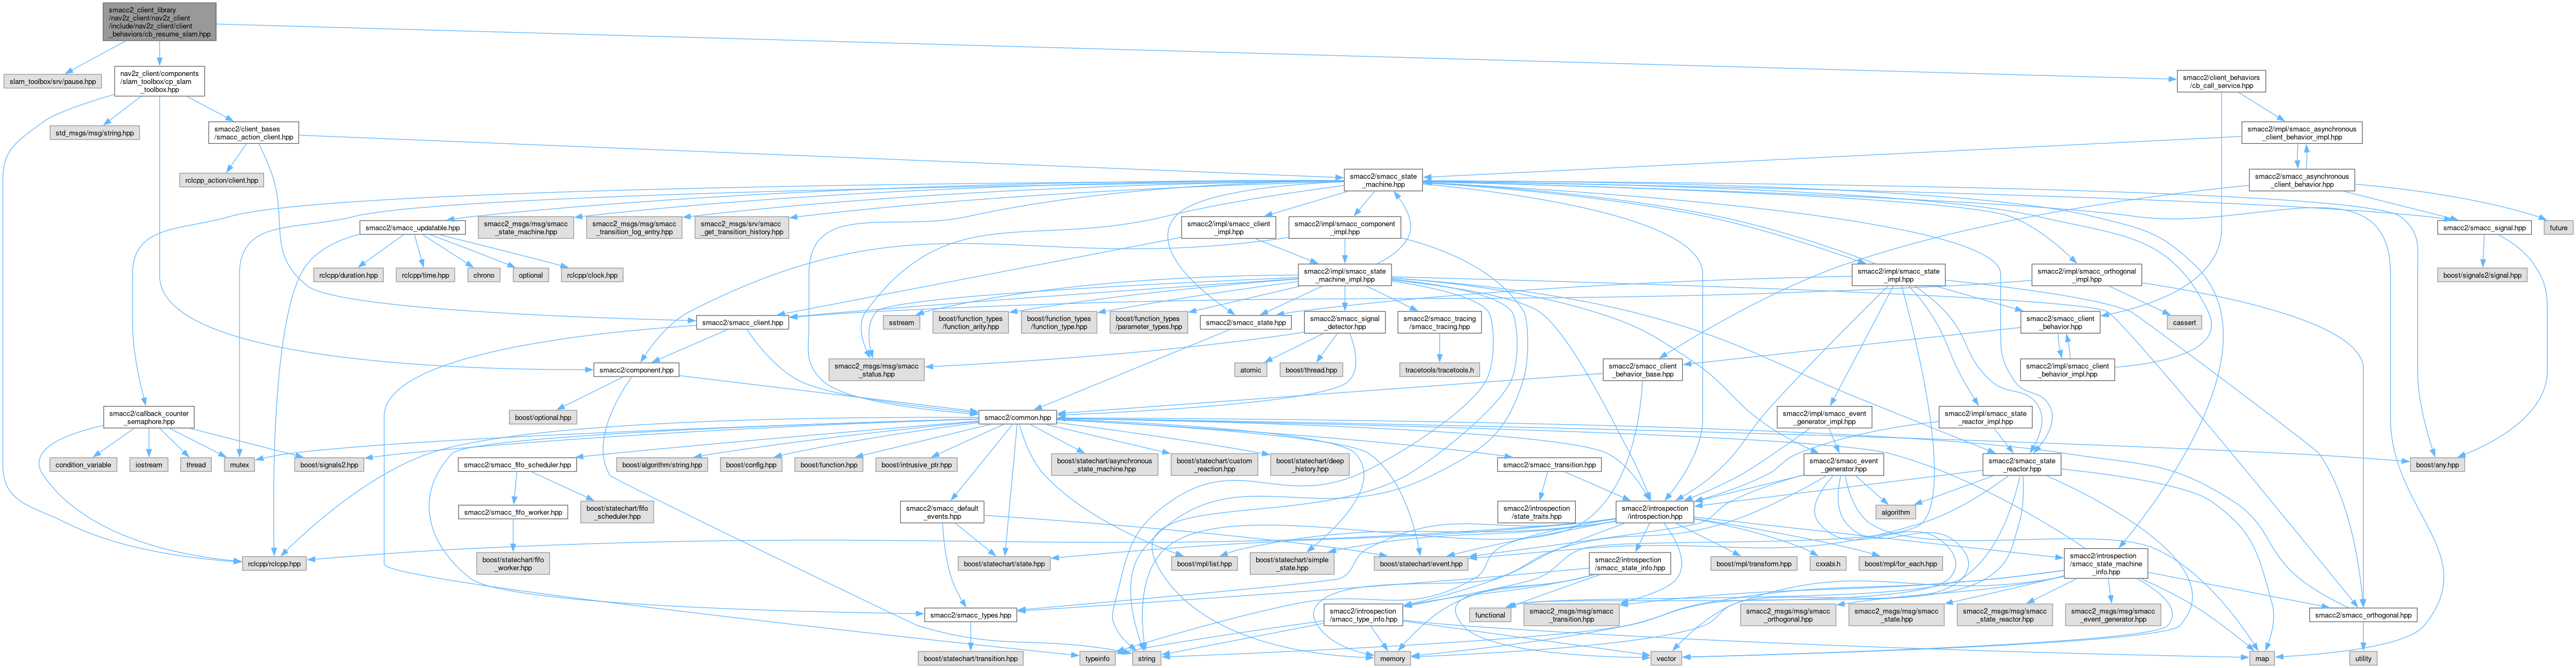 smacc2_client_library
/nav2z_client/nav2z_client
/include/nav2z_client/client
_behaviors/cb_resume_slam.hpp
slam_toolbox/srv/pause.hpp
nav2z_client/components
/slam_toolbox/cp_slam
_toolbox.hpp
smacc2/client_behaviors
/cb_call_service.hpp
std_msgs/msg/string.hpp
smacc2/client_bases
/smacc_action_client.hpp
smacc2/impl/smacc_asynchronous
_client_behavior_impl.hpp
rclcpp_action/client.hpp
smacc2/smacc_state
_machine.hpp
smacc2/smacc_asynchronous
_client_behavior.hpp
smacc2/smacc_updatable.hpp
smacc2_msgs/msg/smacc
_state_machine.hpp
smacc2_msgs/msg/smacc
_transition_log_entry.hpp
smacc2_msgs/srv/smacc
_get_transition_history.hpp
smacc2/impl/smacc_client
_impl.hpp
smacc2/impl/smacc_component
_impl.hpp
smacc2/smacc_signal.hpp
future
rclcpp/duration.hpp
rclcpp/time.hpp
chrono
optional
rclcpp/clock.hpp
smacc2/impl/smacc_state
_machine_impl.hpp
smacc2/impl/smacc_state
_impl.hpp
smacc2/impl/smacc_orthogonal
_impl.hpp
boost/signals2/signal.hpp
smacc2/smacc_client.hpp
sstream
boost/function_types
/function_arity.hpp
boost/function_types
/function_type.hpp
boost/function_types
/parameter_types.hpp
smacc2/smacc_state.hpp
smacc2/smacc_signal
_detector.hpp
smacc2/smacc_tracing
/smacc_tracing.hpp
smacc2/smacc_client
_behavior.hpp
cassert
smacc2/component.hpp
smacc2_msgs/msg/smacc
_status.hpp
atomic
boost/thread.hpp
tracetools/tracetools.h
smacc2/smacc_client
_behavior_base.hpp
smacc2/impl/smacc_client
_behavior_impl.hpp
smacc2/callback_counter
_semaphore.hpp
boost/optional.hpp
smacc2/common.hpp
smacc2/impl/smacc_event
_generator_impl.hpp
smacc2/impl/smacc_state
_reactor_impl.hpp
condition_variable
iostream
thread
mutex
boost/signals2.hpp
smacc2/smacc_fifo_scheduler.hpp
boost/algorithm/string.hpp
boost/config.hpp
boost/function.hpp
boost/intrusive_ptr.hpp
boost/statechart/asynchronous
_state_machine.hpp
boost/statechart/custom
_reaction.hpp
boost/statechart/deep
_history.hpp
smacc2/smacc_transition.hpp
smacc2/smacc_event
_generator.hpp
smacc2/smacc_state
_reactor.hpp
boost/any.hpp
smacc2/smacc_fifo_worker.hpp
boost/statechart/fifo
_scheduler.hpp
smacc2/smacc_default
_events.hpp
smacc2/introspection
/state_traits.hpp
smacc2/introspection
/introspection.hpp
algorithm
rclcpp/rclcpp.hpp
boost/statechart/fifo
_worker.hpp
boost/statechart/state.hpp
boost/mpl/list.hpp
boost/statechart/simple
_state.hpp
boost/statechart/event.hpp
smacc2/introspection
/smacc_state_info.hpp
boost/mpl/transform.hpp
cxxabi.h
boost/mpl/for_each.hpp
smacc2/introspection
/smacc_state_machine
_info.hpp
smacc2/smacc_types.hpp
smacc2/introspection
/smacc_type_info.hpp
functional
smacc2_msgs/msg/smacc
_transition.hpp
smacc2_msgs/msg/smacc
_orthogonal.hpp
smacc2_msgs/msg/smacc
_state.hpp
smacc2_msgs/msg/smacc
_state_reactor.hpp
smacc2_msgs/msg/smacc
_event_generator.hpp
smacc2/smacc_orthogonal.hpp
boost/statechart/transition.hpp
typeinfo
string
memory
vector
map
utility